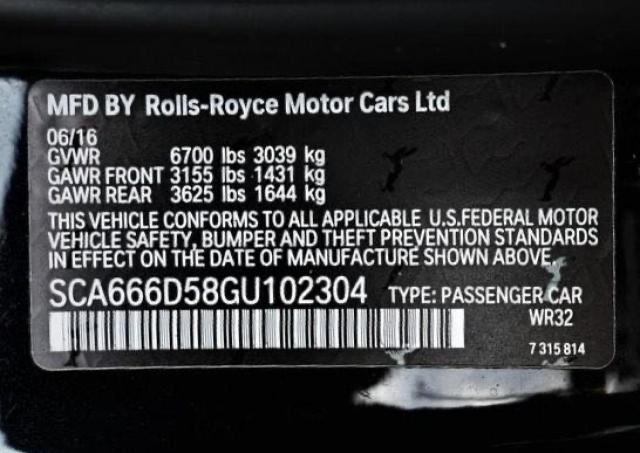 MFD BY Rolls-Royce Motor Cars Ltd
06/16
GVWR 6700 lbs 3039 kg
GAWR FRONT 3155 lbs 1431 kg
GAWR REAR 3625 lbs 1644 kg
THIS VEHICLE CONFORMS TO ALL APPLICABLE U.S.FEDERAL MOTOR
VEHICLE SAFETY, BUMPER AND THEFT PREVENTION STANDARDS
IN EFFECT ON THE DATE OF MANUFACTURE SHOWN ABOVE.
SCA666D58GU102304 TYPE: PASSENGER CAR
WR32
7 315 814